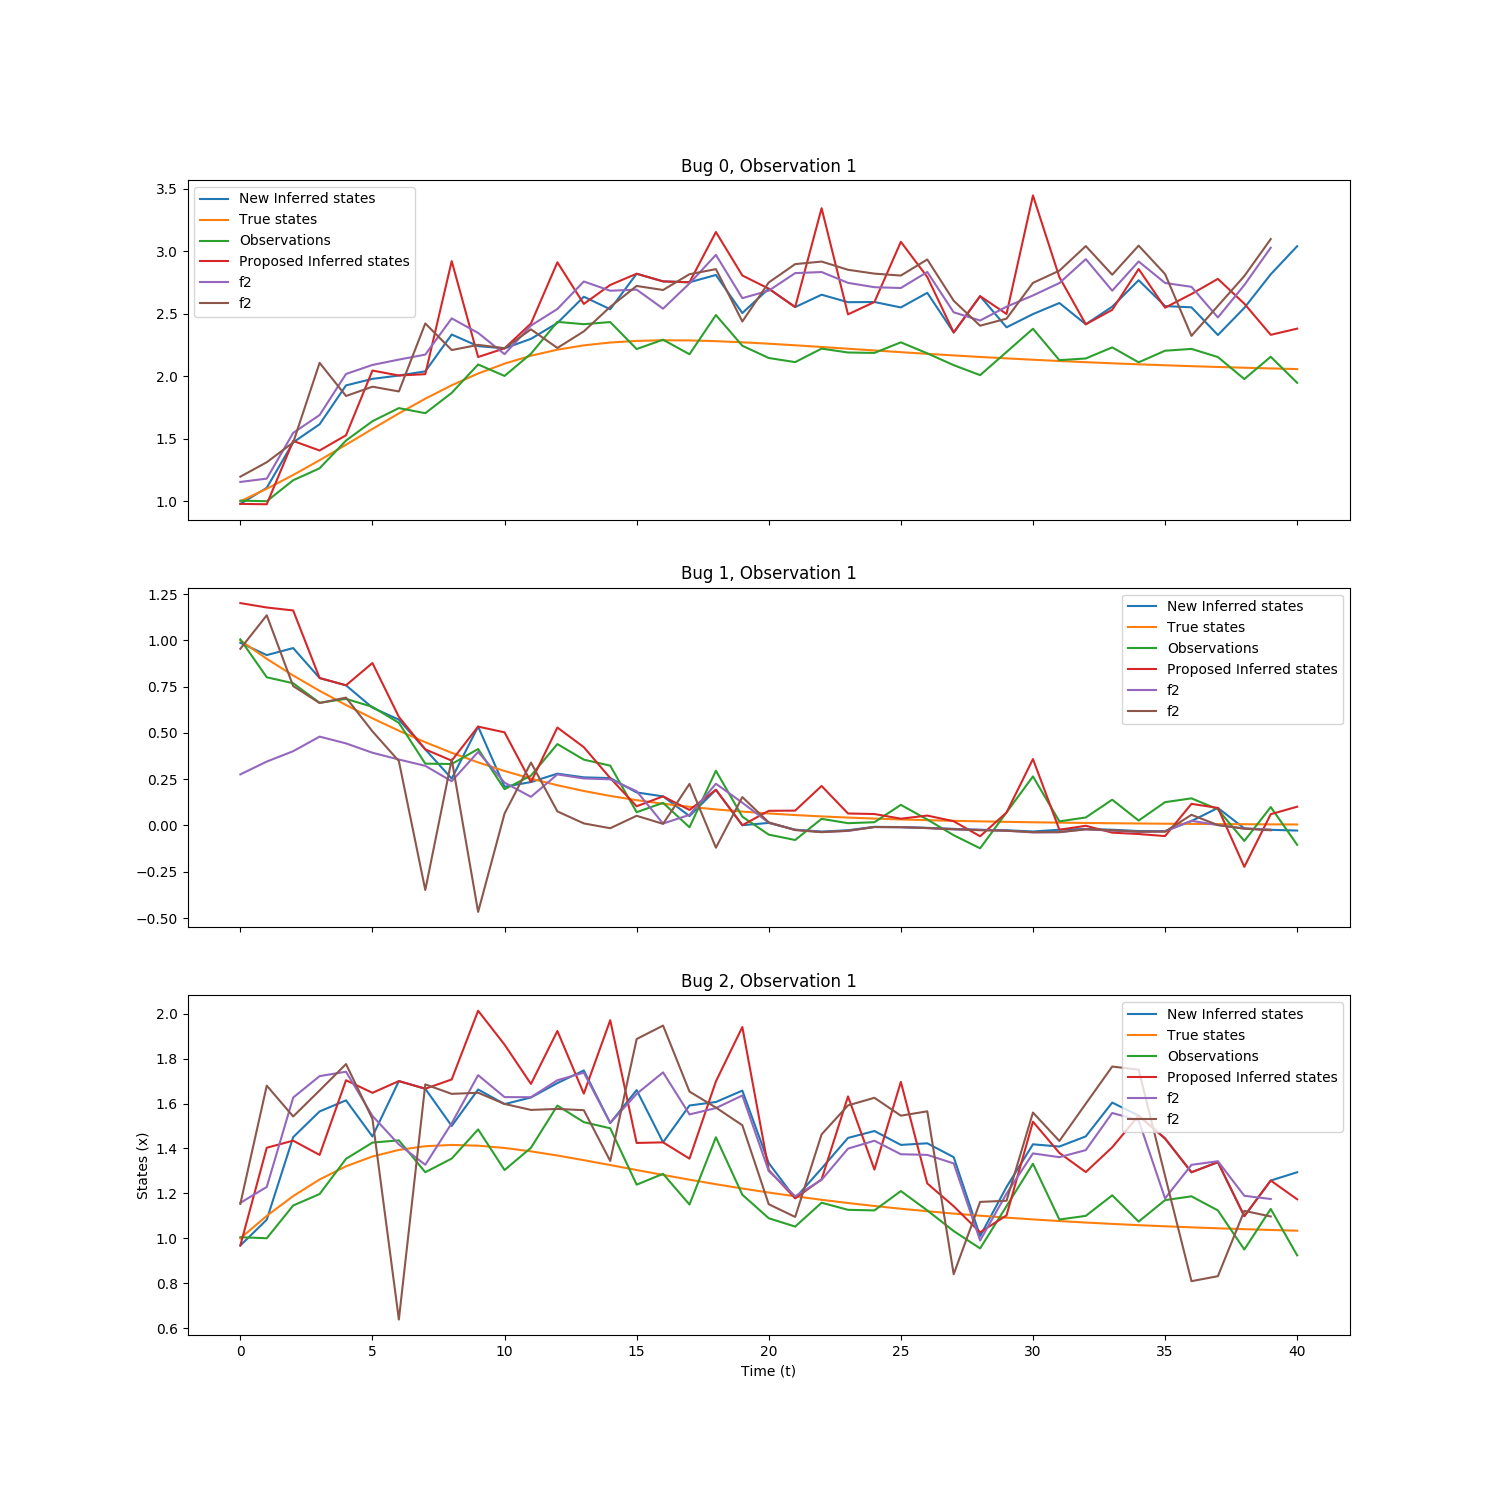 Bug 0, Observation 1
3.5
3.0
2.5
2.0
1.5
1.0
New Inferred states
True states
Observations
Proposed Inferred states
f2
f2
Bug 1, Observation 1
1.25
1.00
0.75
0.50
0.25
0.00
−0.25
−0.50
New Inferred states
True states
Observations
Proposed Inferred states
f2
f2
Bug 2, Observation 1
States (x)
2.0
1.8
1.6
1.4
1.2
1.0
0.8
0.6
New Inferred states
True states
Observations
Proposed Inferred states
f2
f2
0 5 10 15 20 25 30 35 40
Time (t)